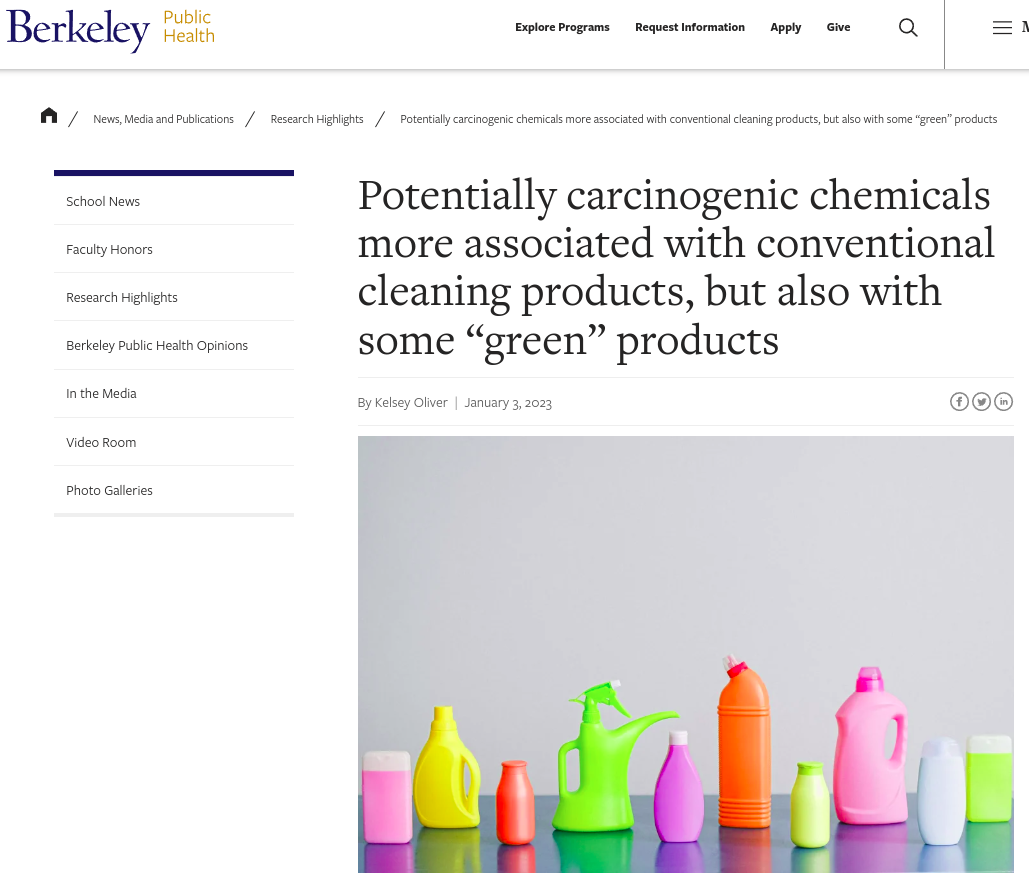 Berkeley Public Health
Explore Programs Request Information Apply Give
News, Media and Publications / Research Highlights / Potentially carcinogenic chemicals more associated with conventional cleaning products, but also with some “green” products
School News
Faculty Honors
Research Highlights
Berkeley Public Health Opinions
In the Media
Video Room
Photo Galleries
Potentially carcinogenic chemicals
more associated with conventional
cleaning products, but also with
some “green” products
By Kelsey Oliver | January 3, 2023